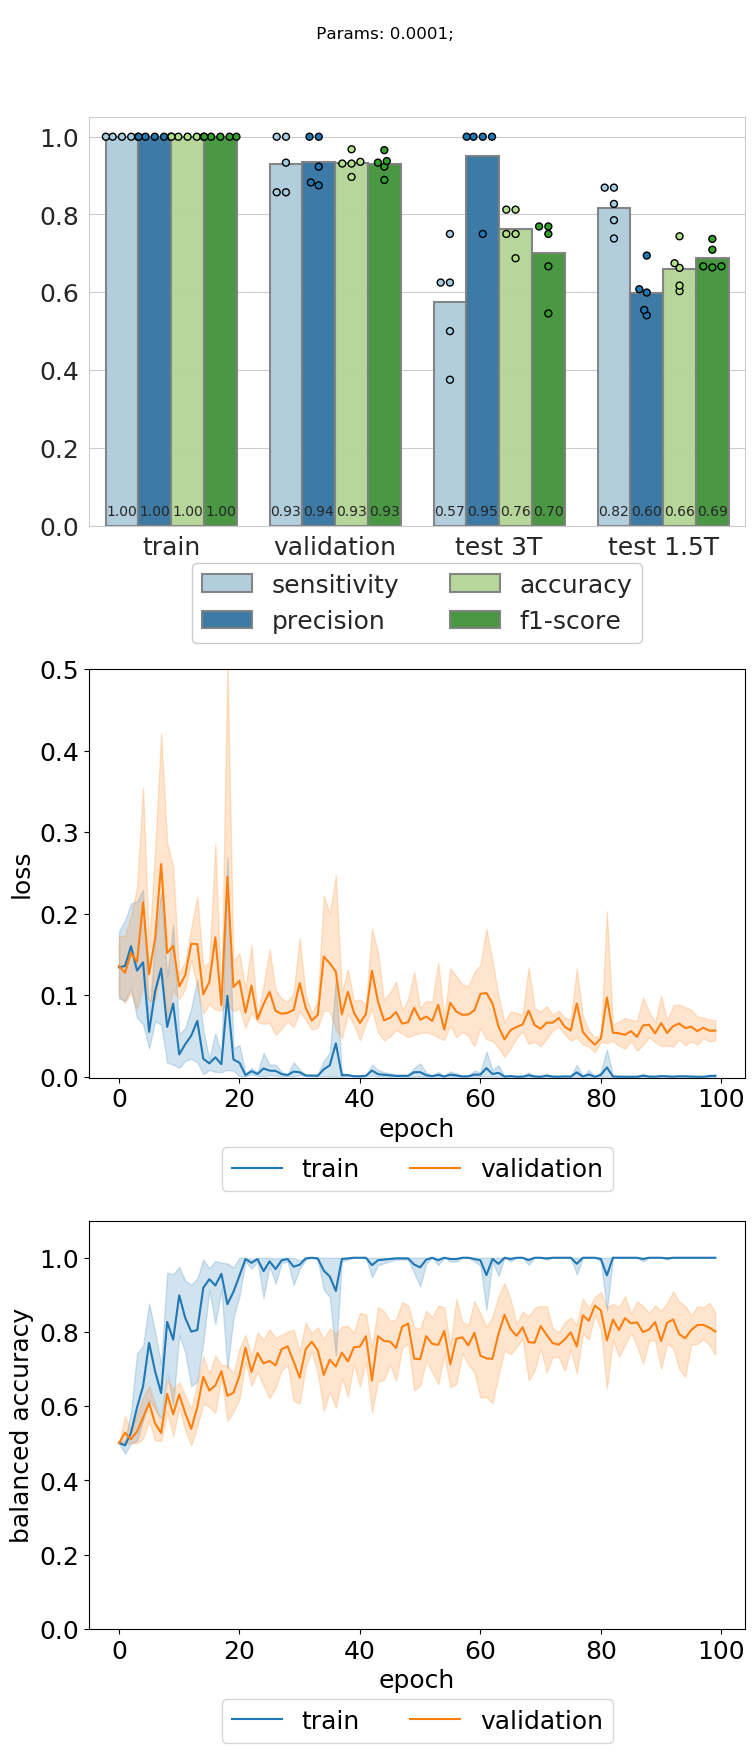 Params: 0.0001;
1.0
0.8
0.6
0.4
0.2
0.0
1.00 1.00 1.00 1.00 0.93 0.94 0.93 0.93 0.57 0.95 0.76 0.70 0.82 0.60 0.66 0.69
train validation test 3T test 1.5T
sensitivity accuracy
precision f1-score
0.5
0.4
0.3
0.2
0.1
0.0
loss
0 20 40 60 80 100
epoch
train validation
1.0
0.8
0.6
0.4
0.2
0.0
balanced accuracy
0 20 40 60 80 100
epoch
train validation